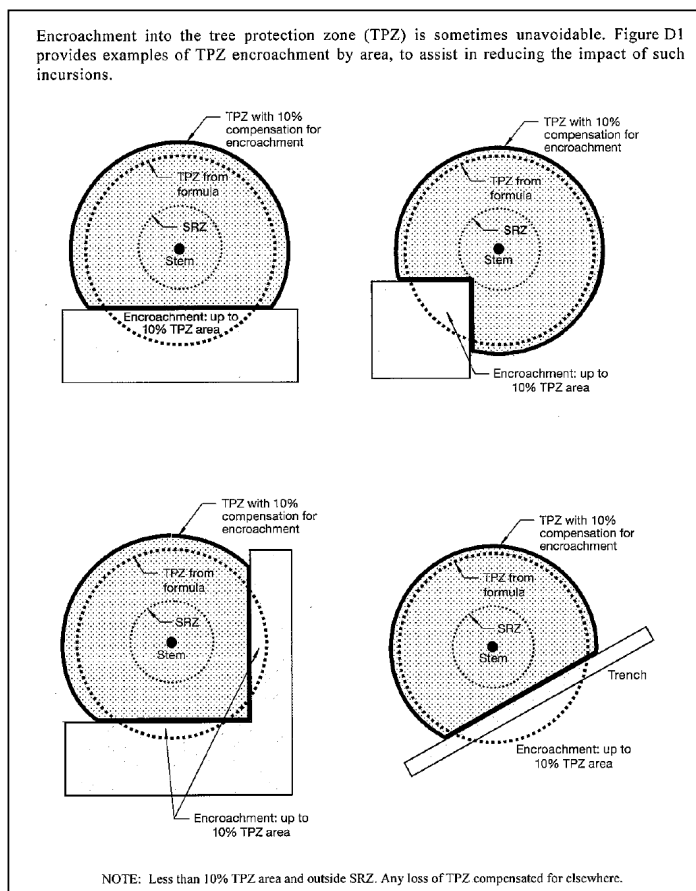 Encroachment into the tree protection zone (TPZ) is sometimes unavoidable. Figure D1
provides examples of TPZ encroachment by area, to assist in reducing the impact of such
incursions.
TPZ with 10%
compensation for
encroachment
TPZ from
formula
SRZ
Stem
Encroachment: up to
10% TPZ area
TPZ with 10%
compensation for
encroachment
TPZ from
formula
SRZ
Stem
Encroachment: up to
10% TPZ area
TPZ with 10%
compensation for
encroachment
TPZ from
formula
SRZ
Stem
Encroachment: up to
10% TPZ area
TPZ with 10%
compensation for
encroachment
TPZ from
formula
SRZ
Stem
Trench
Encroachment: up to
10% TPZ area
NOTE: Less than 10% TPZ area and outside SRZ. Any loss of TPZ compensated for elsewhere.